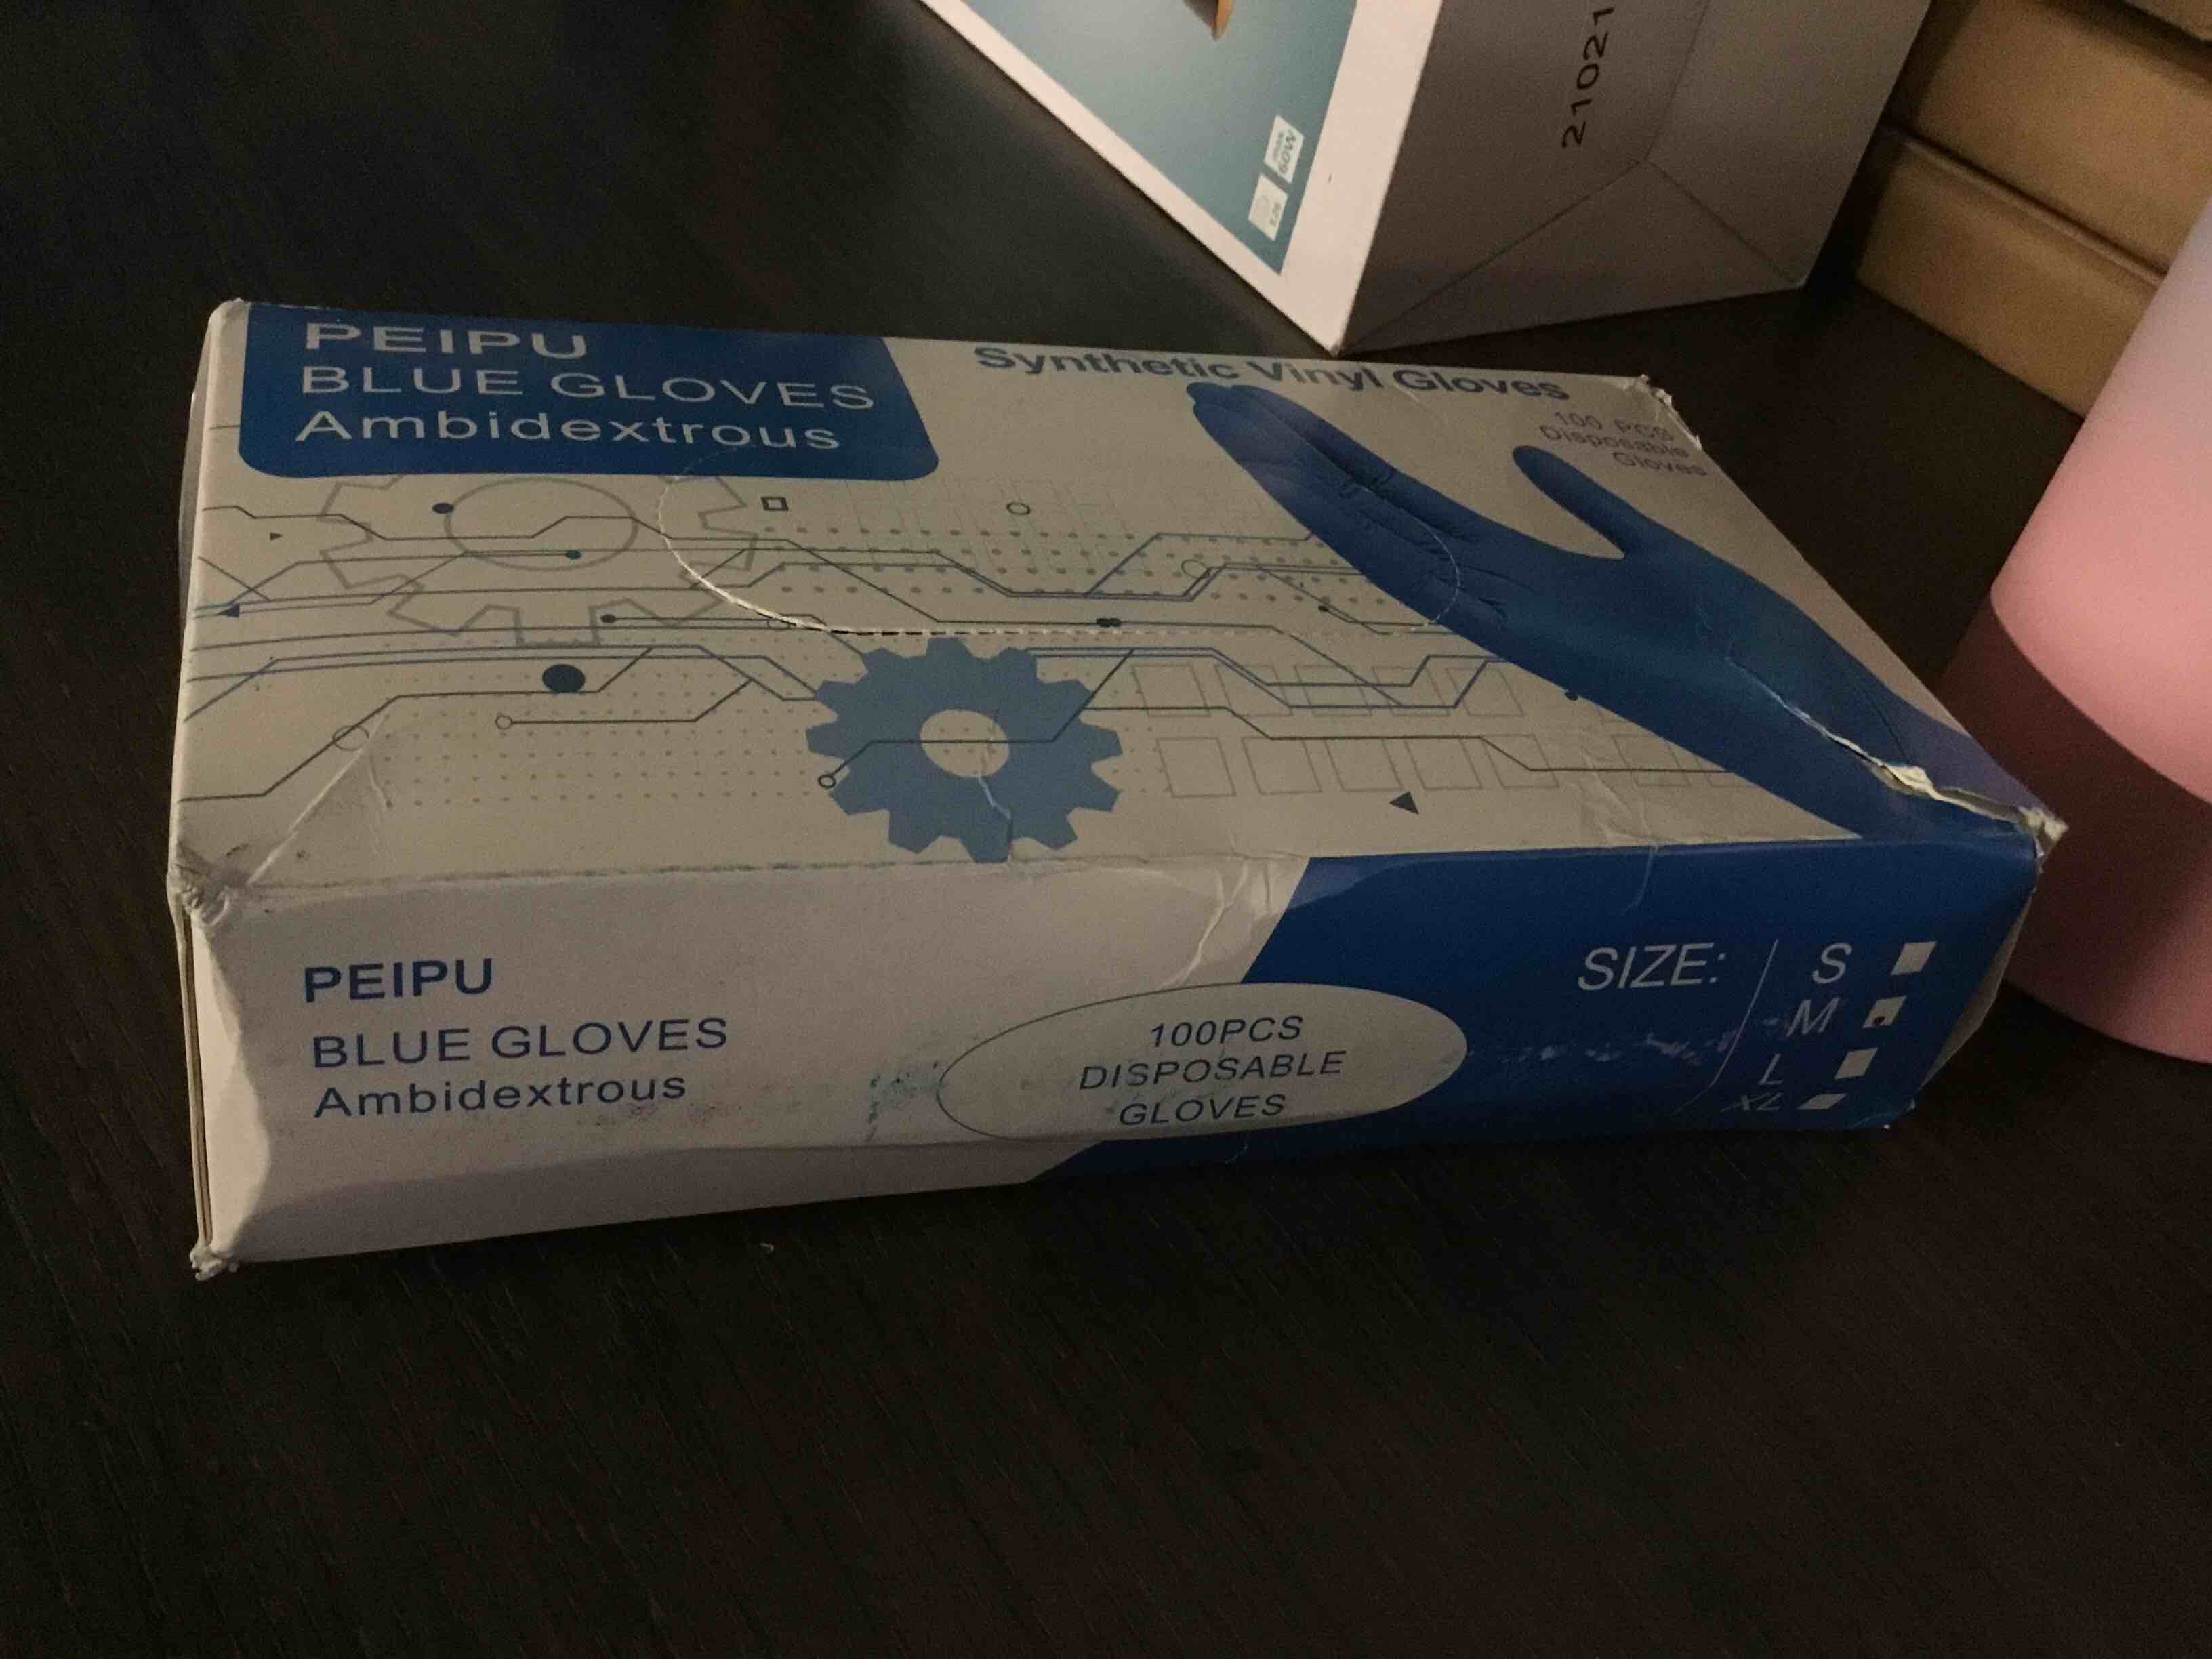 21021
60W
PEIPU
BLUE GLOVES
Ambidextrous
Synthetic Vinyl Gloves
100 PCS
Disposable
Gloves
PEIPU
BLUE GLOVES
Ambidextrous
100PCS
DISPOSABLE
GLOVES
SIZE:
S
M
L
XL